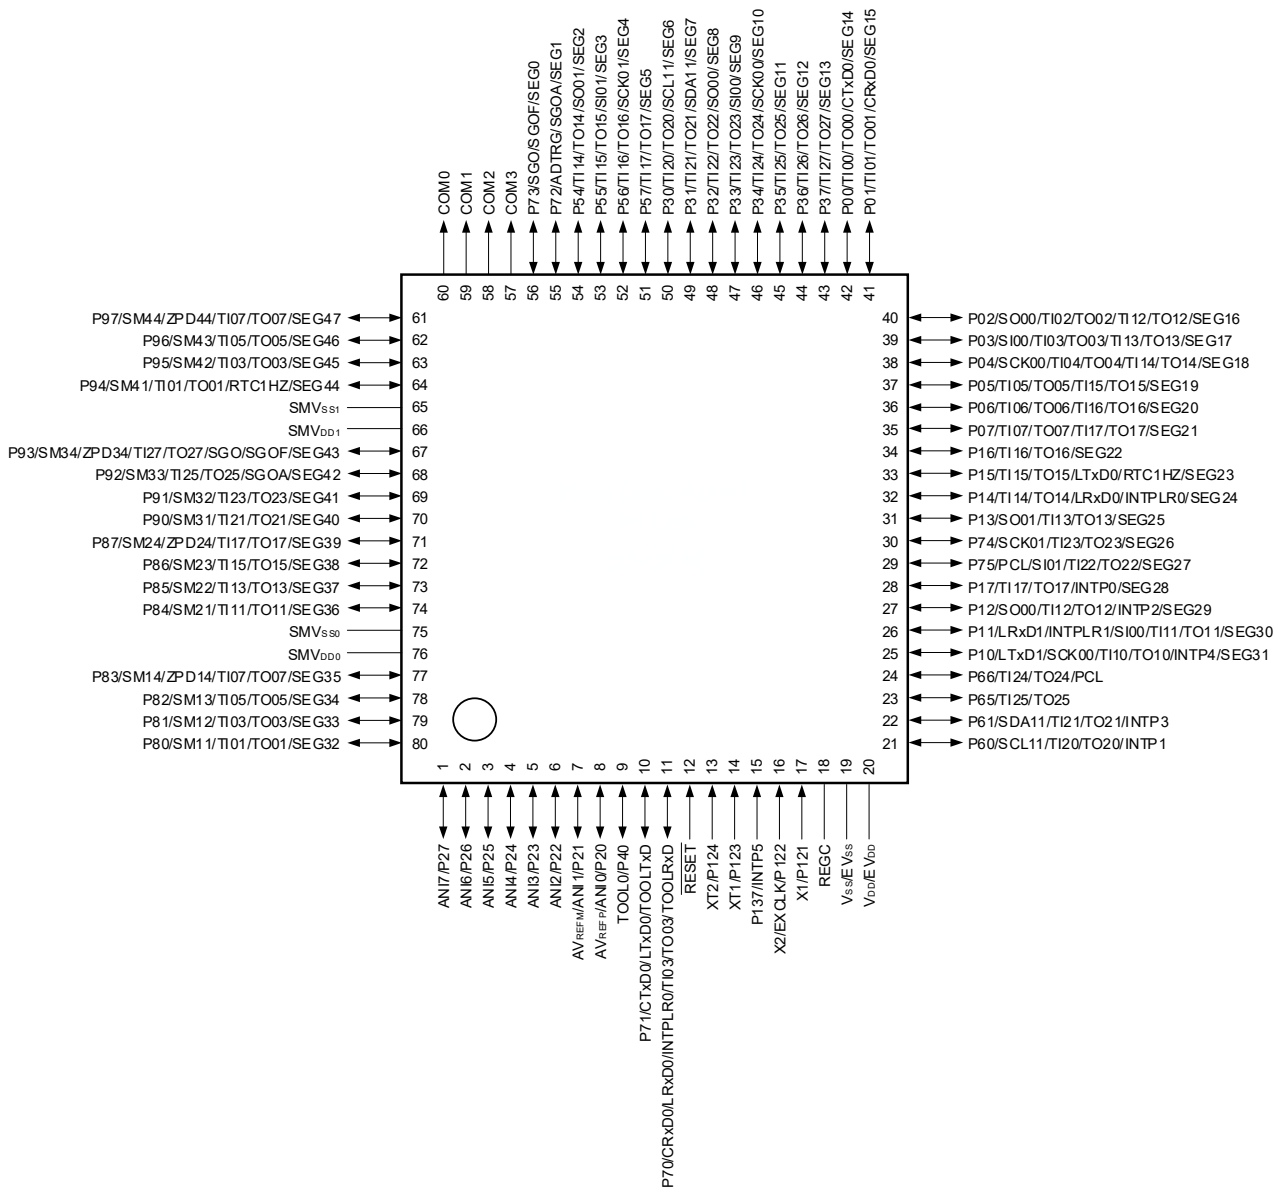 COM0
COM1
COM2
COM3
P73/SGO/SGOF/SEG0
P72/ADTRG/SGOA/SEG1
P54/TI14/TO14/SO01/SEG2
P55/TI15/TO15/SI01/SEG3
P56/TI16/TO16/SCK01/SEG4
P57/TI17/TO17/SEG5
P30/TI20/TO20/SCL11/SEG6
P31/TI21/TO21/SDA11/SEG7
P32/TI22/TO22/SO00/SEG8
P33/TI23/TO23/SI00/SEG9
P34/TI24/TO24/SCK00/SEG10
P35/TI25/TO25/SEG11
P36/TI26/TO26/SEG12
P37/TI27/TO27/SEG13
P00/TI00/TO00/CTxD0/SEG14
P01/TI01/TO01/CRxD0/SEG15
60
59
58
57
56
55
54
53
52
51
50
49
48
47
46
45
44
43
42
41
P97/SM44/ZPD44/TI07/TO07/SEG47 61
P96/SM43/TI05/TO05/SEG46 62
P95/SM42/TI03/TO03/SEG45 63
P94/SM41/TI01/TO01/RTC1HZ/SEG44 64
SMVSS1 65
SMVDD1 66
P93/SM34/ZPD34/TI27/TO27/SGO/SGOF/SEG43 67
P92/SM33/TI25/TO25/SGOA/SEG42 68
P91/SM32/TI23/TO23/SEG41 69
P90/SM31/TI21/TO21/SEG40 70
P87/SM24/ZPD24/TI17/TO17/SEG39 71
P86/SM23/TI15/TO15/SEG38 72
P85/SM22/TI13/TO13/SEG37 73
P84/SM21/TI11/TO11/SEG36 74
SMVSS0 75
SMVDD0 76
P83/SM14/ZPD14/TI07/TO07/SEG35 77
P82/SM13/TI05/TO05/SEG34 78
P81/SM12/TI03/TO03/SEG33 79
P80/SM11/TI01/TO01/SEG32 80
40 P02/SO00/TI02/TO02/TI12/TO12/SEG16
39 P03/SI00/TI03/TO03/TI13/TO13/SEG17
38 P04/SCK00/TI04/TO04/TI14/TO14/SEG18
37 P05/TI05/TO05/TI15/TO15/SEG19
36 P06/TI06/TO06/TI16/TO16/SEG20
35 P07/TI07/TO07/TI17/TO17/SEG21
34 P16/TI16/TO16/SEG22
33 P15/TI15/TO15/LTxD0/RTC1HZ/SEG23
32 P14/TI14/TO14/LRxD0/INTPLR0/SEG24
31 P13/SO01/TI13/TO13/SEG25
30 P74/SCK01/TI23/TO23/SEG26
29 P75/PCL/SI01/TI22/TO22/SEG27
28 P17/TI17/TO17/INTP0/SEG28
27 P12/SO00/TI12/TO12/INTP2/SEG29
26 P11/LRxD1/INTPLR1/SI00/TI11/TO11/SEG30
25 P10/LTxD1/SCK00/TI10/TO10/INTP4/SEG31
24 P66/TI24/TO24/PCL
23 P65/TI25/TO25
22 P61/SDA11/TI21/TO21/INTP3
21 P60/SCL11/TI20/TO20/INTP1
1
2
3
4
5
6
7
8
9
10
11
12
13
14
15
16
17
18
19
20
ANI7/P27
ANI6/P26
ANI5/P25
ANI4/P24
ANI3/P23
ANI2/P22
AVREFM/ANI1/P21
AVREFP/ANI0/P20
TOOL0/P40
P71/CTxD0/LTxD0/TOOLTxD
P70/CRxD0/LRxD0/INTPLR0/TI03/TO03/TOOLRxD
RESET
XT2/P124
XT1/P123
P137/INTP5
X2/EXCLK/P122
X1/P121
REGC
VSS/EVSS
VDD/EVDD